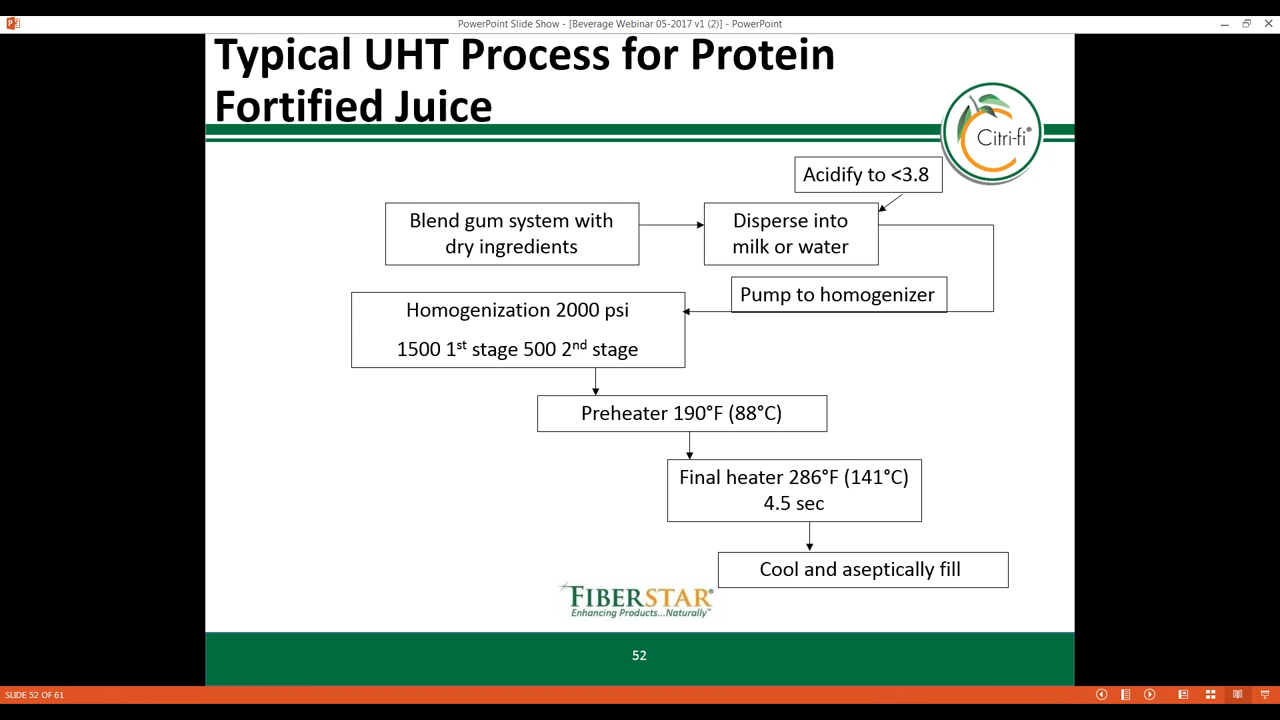 PowerPoint Slide Show - [Beverage Webinar 05-2017 v1 (2)] - PowerPoint
Typical UHT Process for Protein
Fortified Juice
Citri-fi®
Acidify to <3.8
Blend gum system with
dry ingredients
Disperse into
milk or water
Pump to homogenizer
Homogenization 2000 psi
1500 1st stage 500 2nd stage
Preheater 190°F (88°C)
Final heater 286°F (141°C)
4.5 sec
Cool and aseptically fill
FIBERSTAR®
Enhancing Products...Naturally™
52
SLIDE 52 OF 61